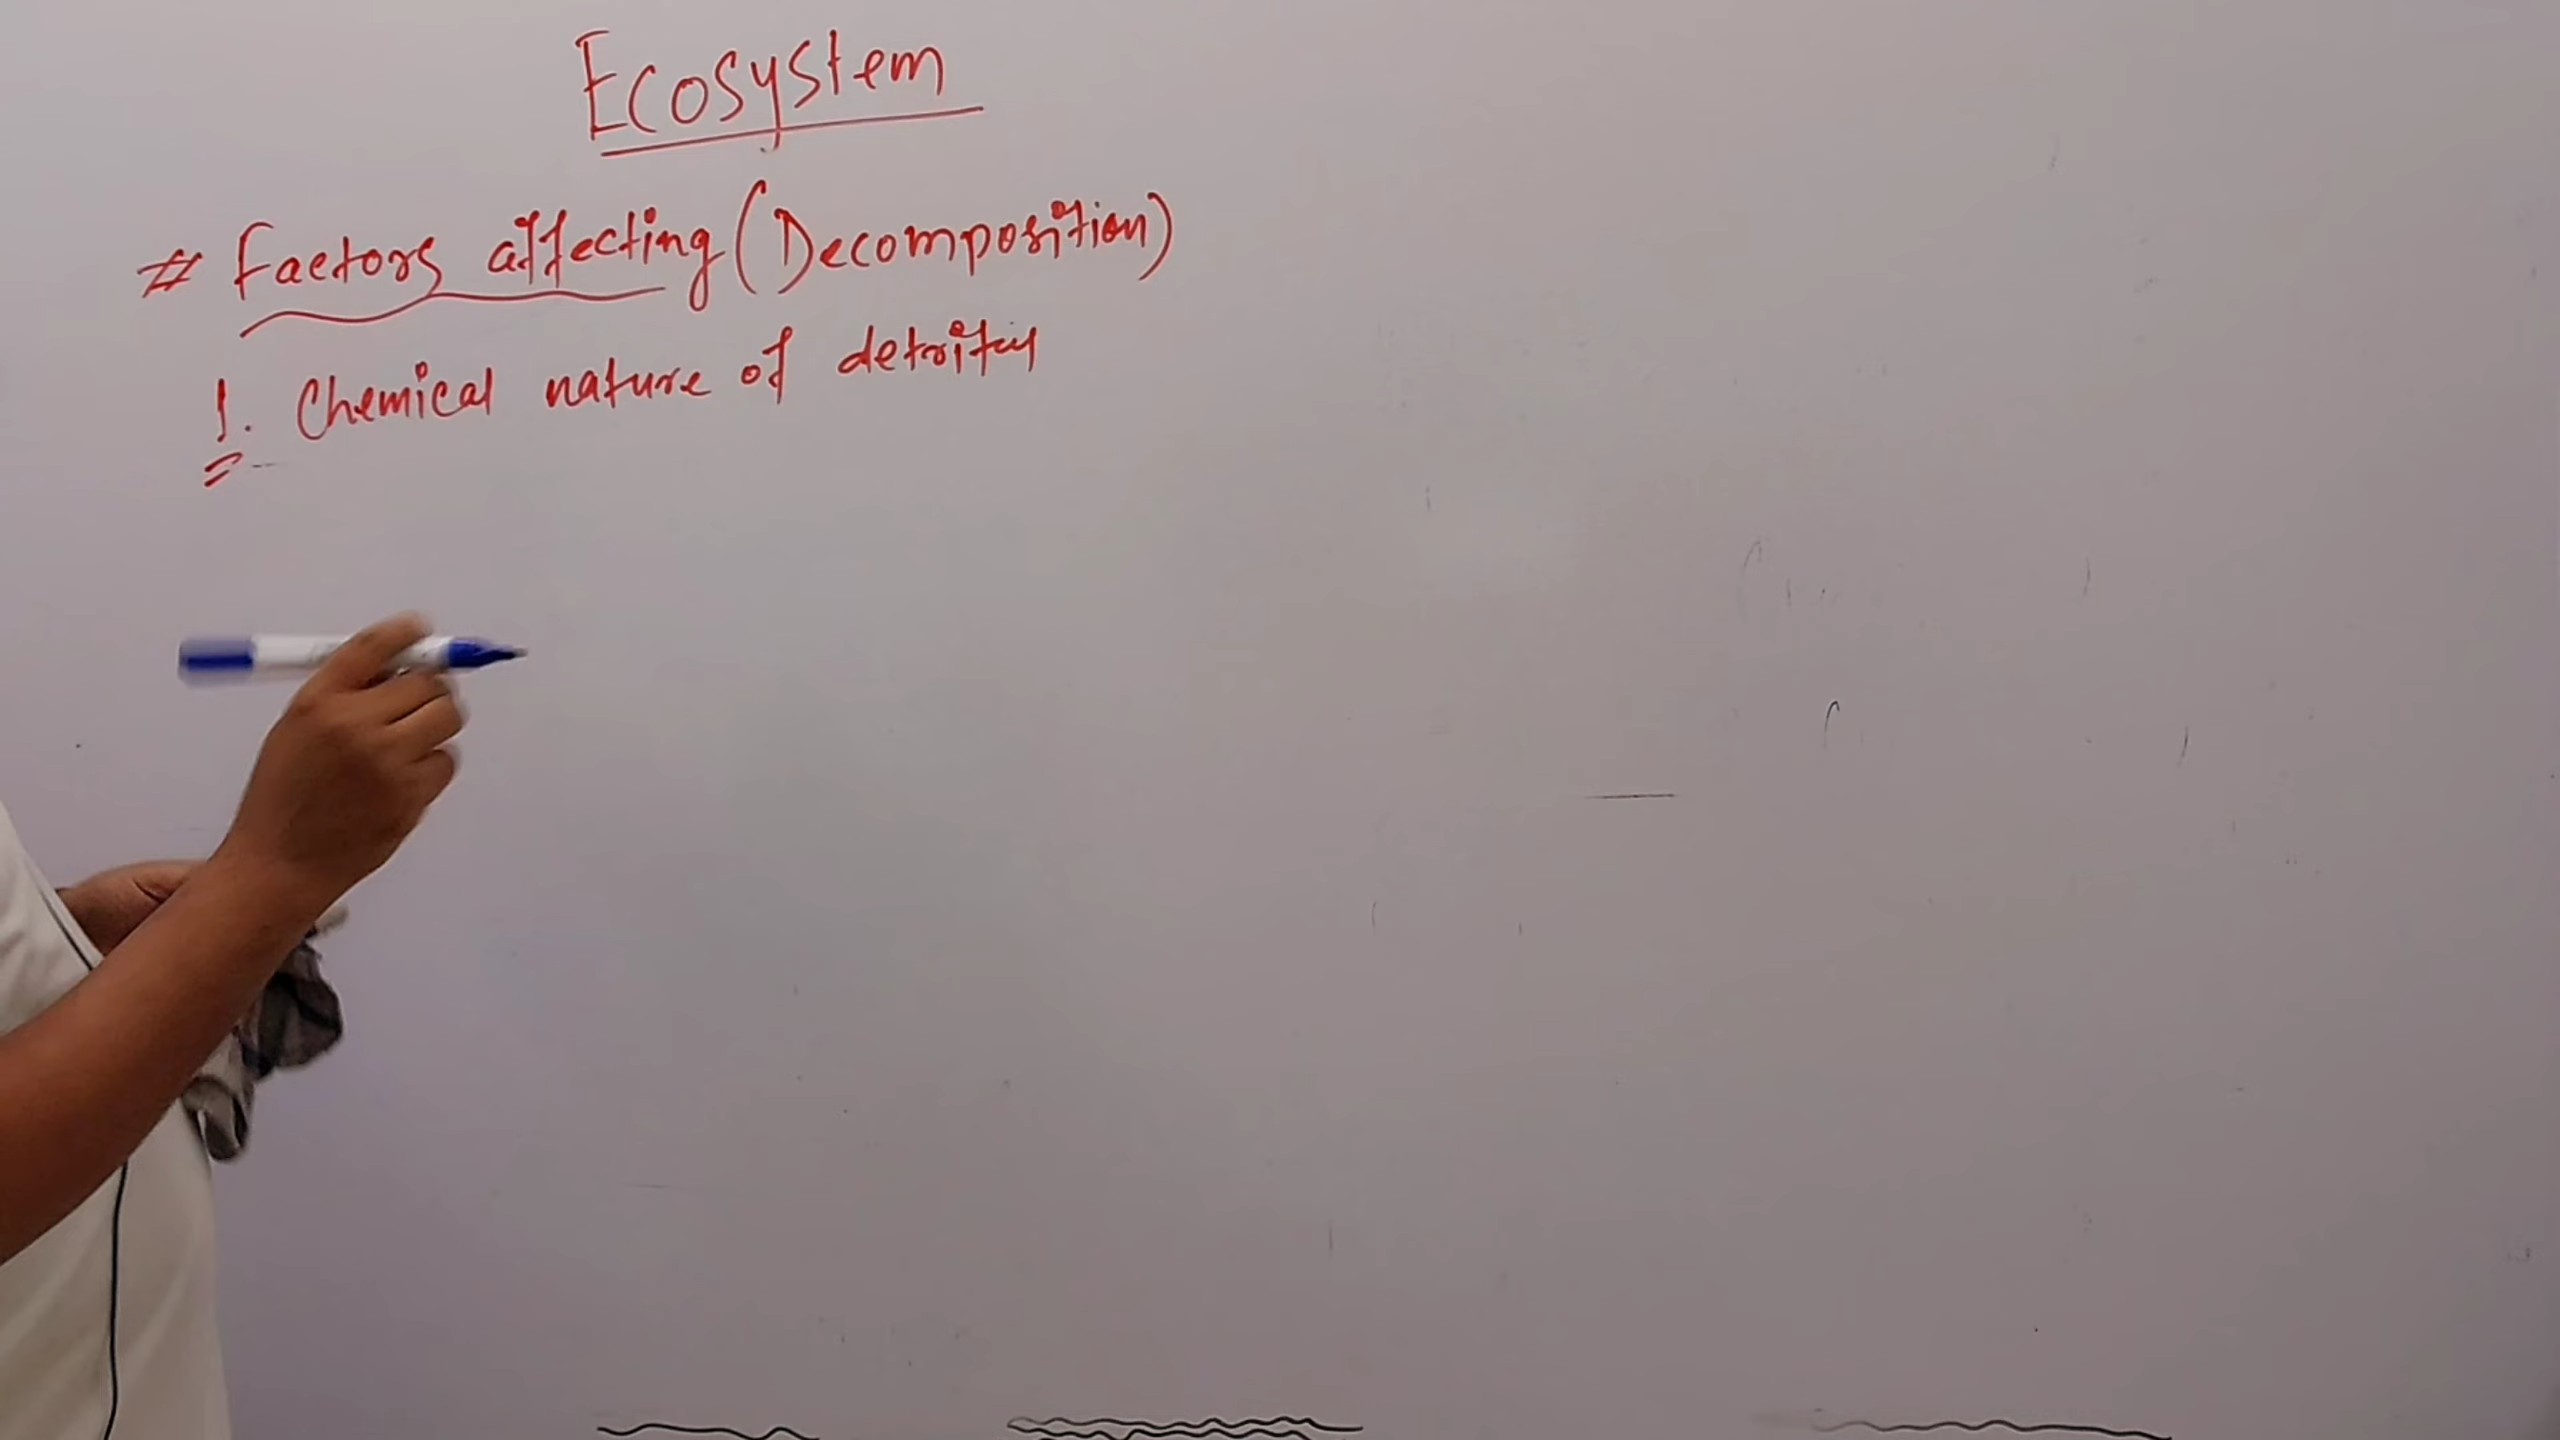 Ecosystem
# Factors affecting (Decomposition)
1. Chemical nature of detritus